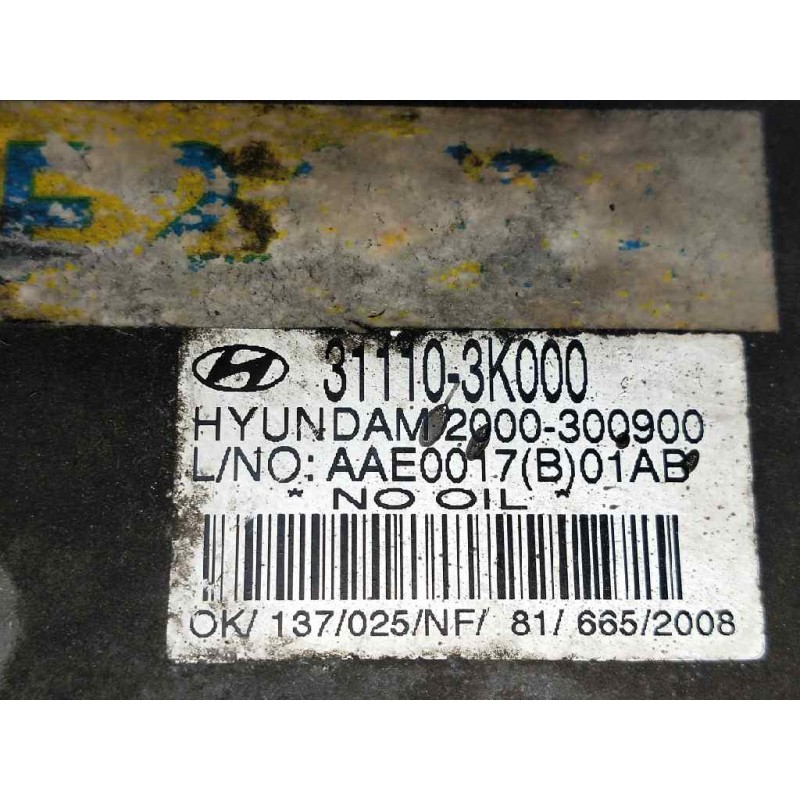 31110-3K000
HYUNDAM 2000-300900
L/NO: AAE0017(B)01AB
* NO OIL *
OK/ 137/025/NF/ 81/ 665/2008